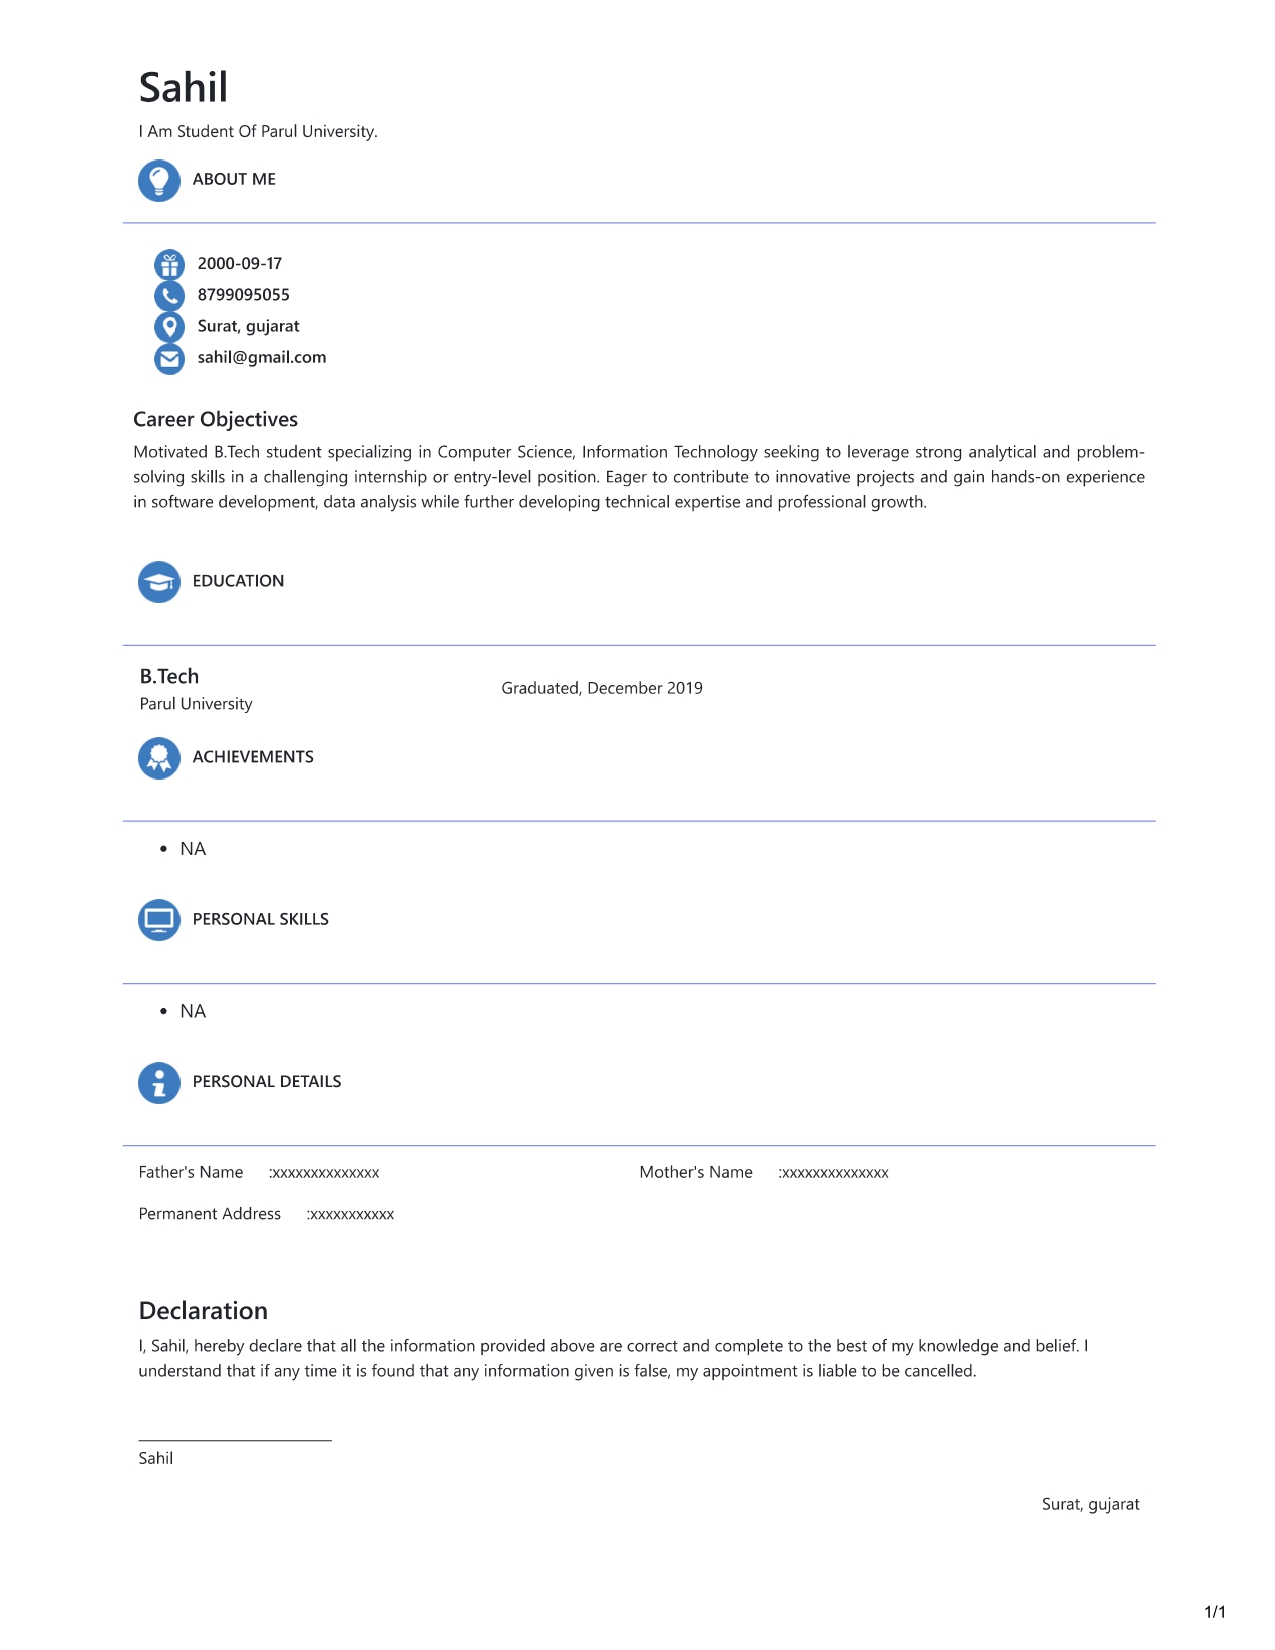 Sahil
I Am Student Of Parul University.
ABOUT ME
2000-09-17
8799095055
Surat, gujarat
sahil@gmail.com
Career Objectives
Motivated B.Tech student specializing in Computer Science, Information Technology seeking to leverage strong analytical and problem-
solving skills in a challenging internship or entry-level position. Eager to contribute to innovative projects and gain hands-on experience
in software development, data analysis while further developing technical expertise and professional growth.
EDUCATION
B.Tech
Graduated, December 2019
Parul University
ACHIEVEMENTS
• NA
PERSONAL SKILLS
• NA
PERSONAL DETAILS
Father's Name :xxxxxxxxxxxxxx Mother's Name :xxxxxxxxxxxxxx
Permanent Address :xxxxxxxxxxx
Declaration
I, Sahil, hereby declare that all the information provided above are correct and complete to the best of my knowledge and belief. I
understand that if any time it is found that any information given is false, my appointment is liable to be cancelled.
Sahil
Surat, gujarat
1/1